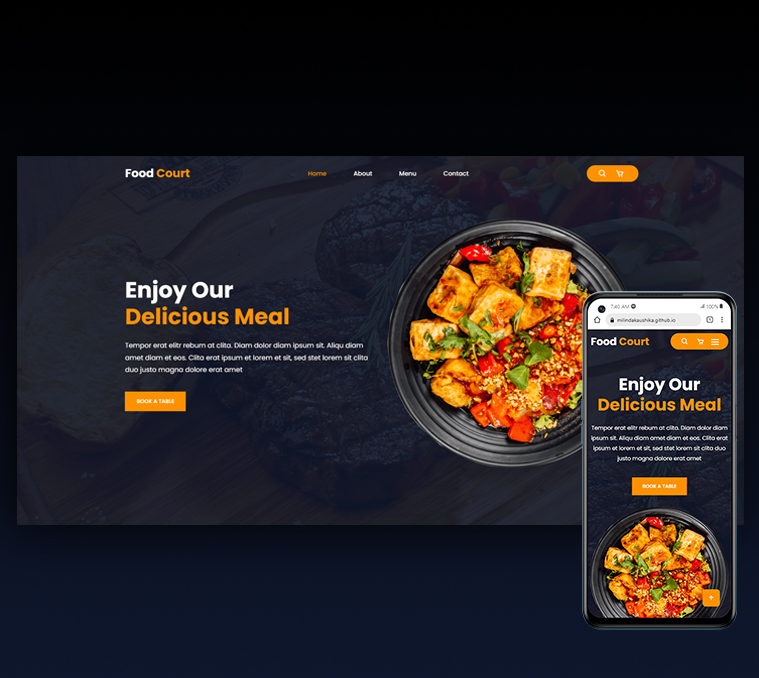 Food Court
Home About Menu Contact
Enjoy Our
Delicious Meal
Tempor erat elitr rebum at clita. Diam dolor diam ipsum sit. Aliqu diam
amet diam et eos. Clita erat ipsum et lorem et sit, sed stet lorem sit clita
duo justo magna dolore erat amet
BOOK A TABLE
7:40 AM 100%
milindakaushika.github.io
Food Court
Enjoy Our
Delicious Meal
Tempor erat elitr rebum at clita. Diam dolor diam
ipsum sit. Aliqu diam amet diam et eos. Clita erat
ipsum et lorem et sit, sed stet lorem sit clita duo
justo magna dolore erat amet
BOOK A TABLE